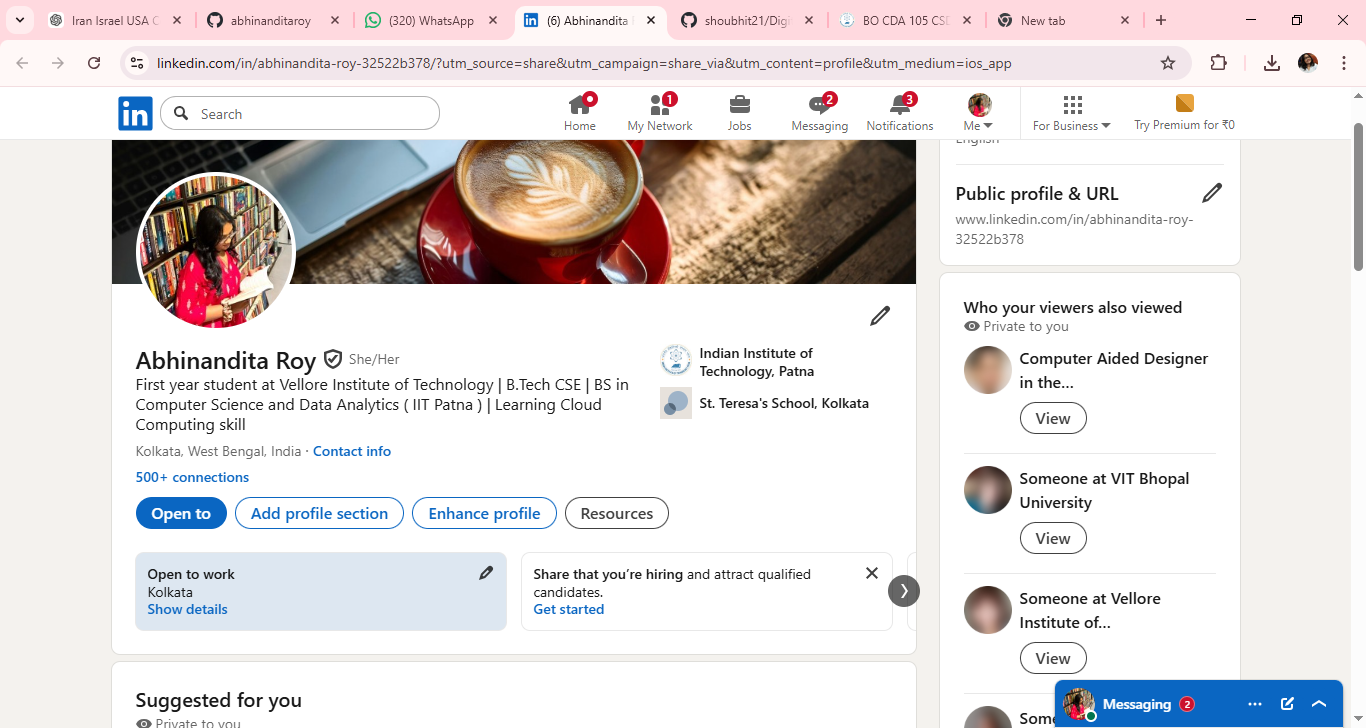 Iran Israel USA C
abhinanditaroy
(320) WhatsApp
(6) Abhinandita
shoubhit21/Digi
BO CDA 105 CSD
New tab
linkedin.com/in/abhinandita-roy-32522b378/?utm_source=share&utm_campaign=share_via&utm_content=profile&utm_medium=ios_app
in
Search
Home
My Network
1
Jobs
Messaging
2
Notifications
3
Me
For Business
Try Premium for ₹0
Abhinandita Roy She/Her
First year student at Vellore Institute of Technology | B.Tech CSE | BS in
Computer Science and Data Analytics ( IIT Patna ) | Learning Cloud
Computing skill
Kolkata, West Bengal, India · Contact info
500+ connections
Indian Institute of
Technology, Patna
St. Teresa's School, Kolkata
Open to
Add profile section
Enhance profile
Resources
Open to work
Kolkata
Show details
Share that you're hiring and attract qualified
candidates.
Get started
Suggested for you
Private to you
English
Public profile & URL
www.linkedin.com/in/abhinandita-roy-
32522b378
Who your viewers also viewed
Private to you
Computer Aided Designer
in the...
View
Someone at VIT Bhopal
University
View
Someone at Vellore
Institute of...
View
Messaging 2